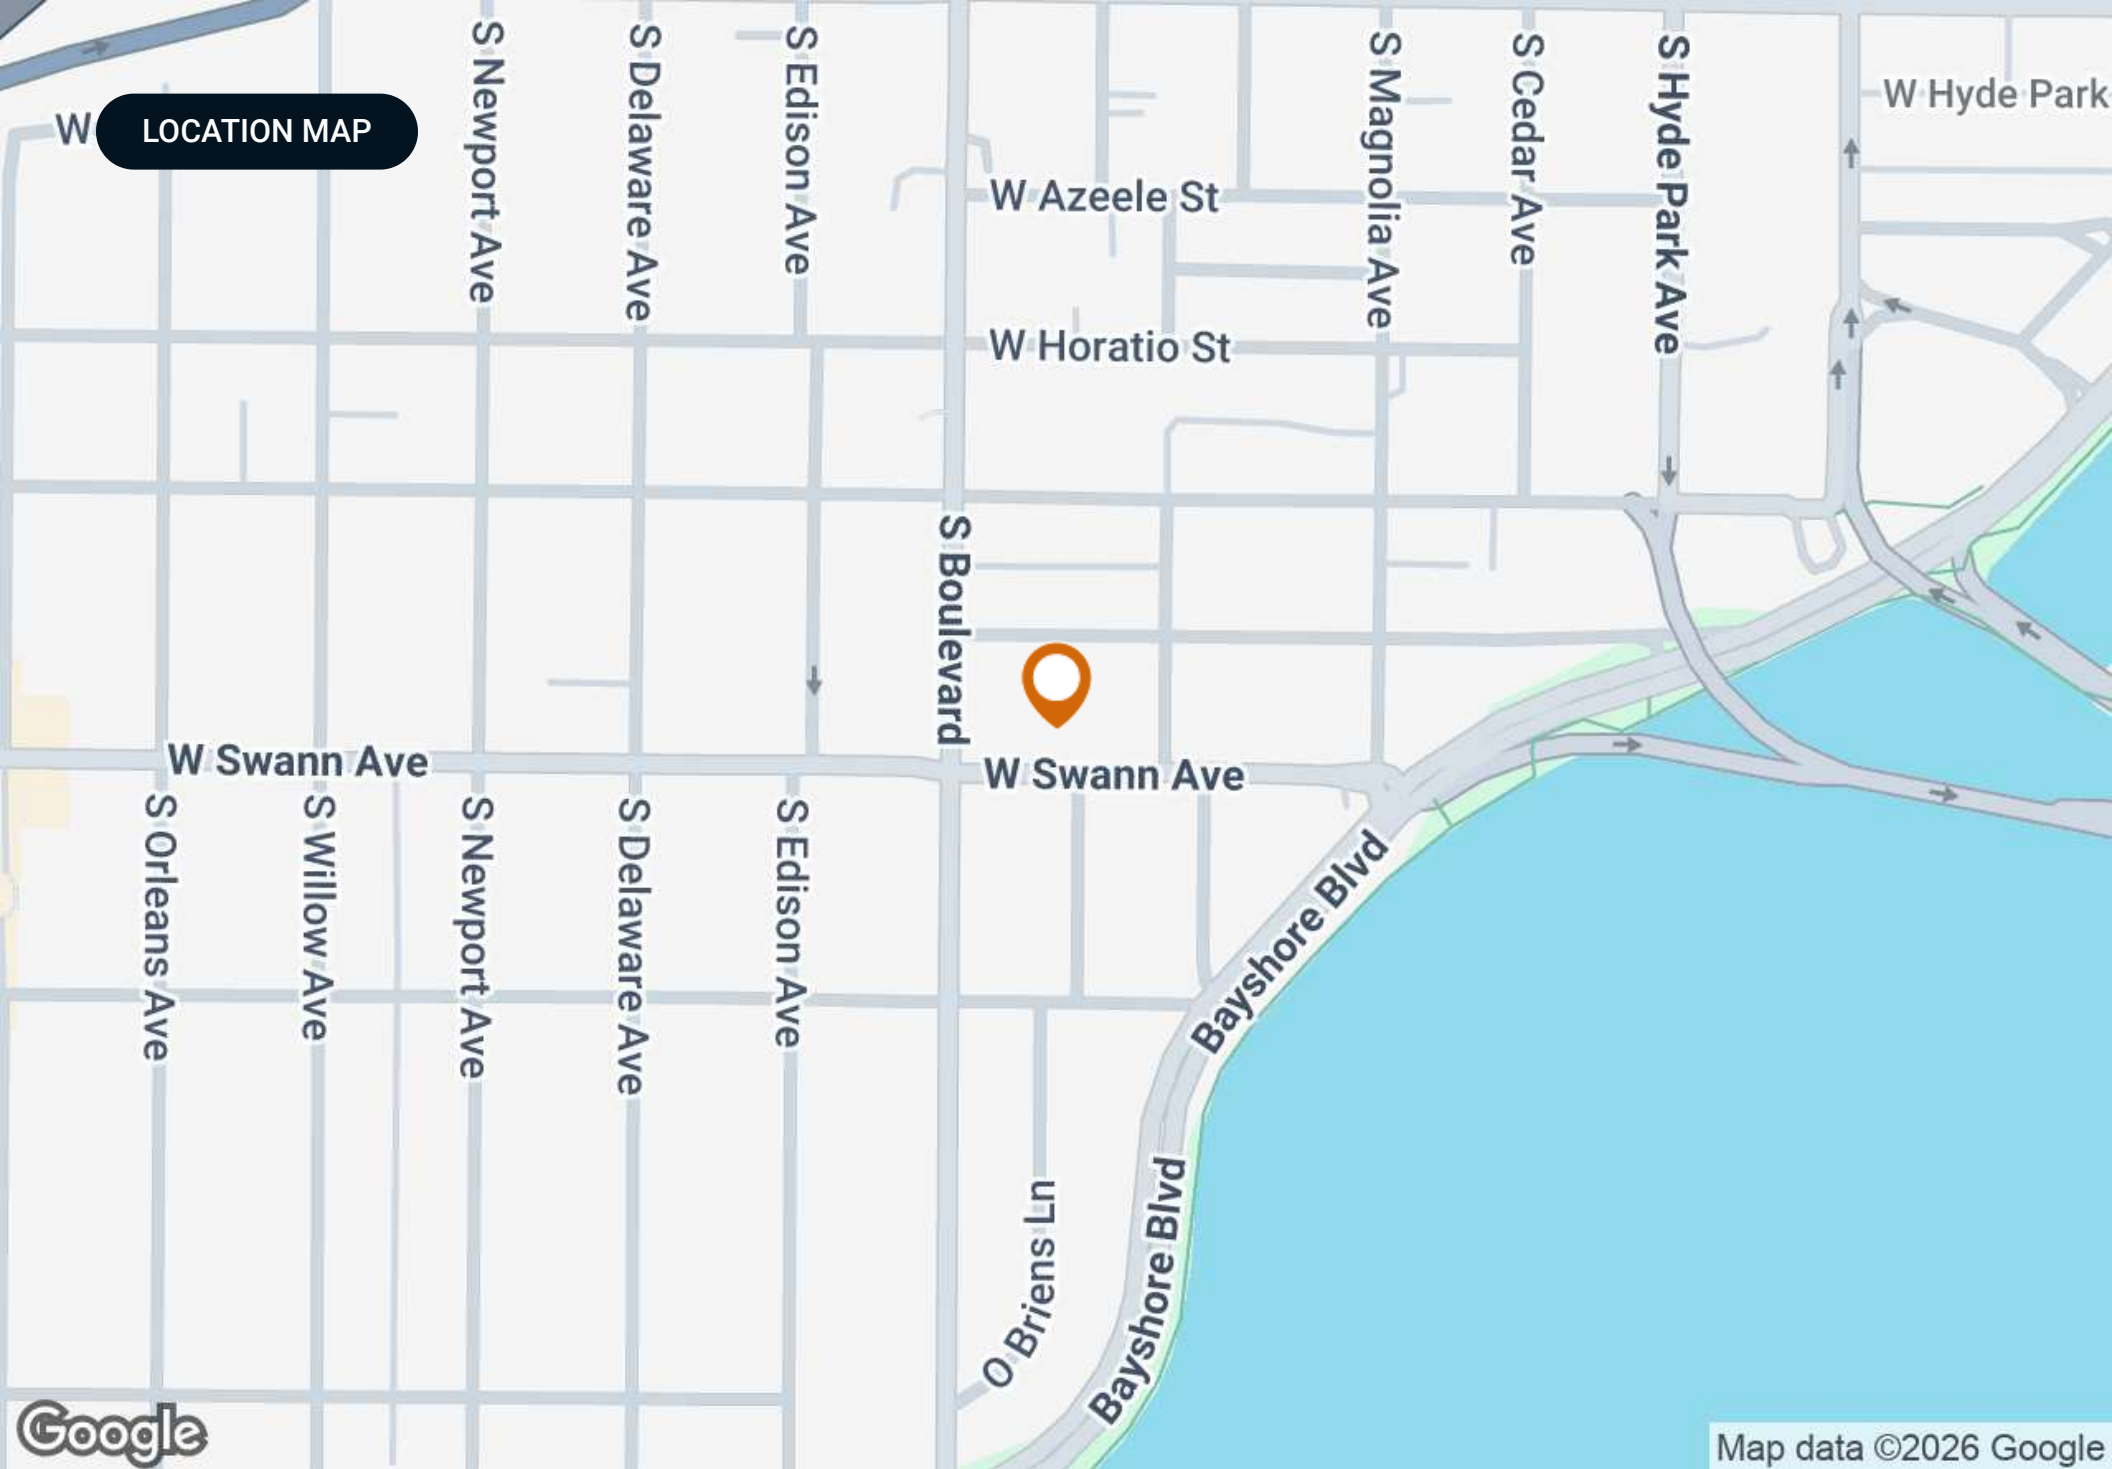 S Newport Ave
S Delaware Ave
S Edison Ave
S Magnolia Ave
S Cedar Ave
S Hyde Park Ave
W Hyde Park
W
LOCATION MAP
W Azeele St
W Horatio St
S Boulevard
W Swann Ave
W Swann Ave
S Orleans Ave
S Willow Ave
S Newport Ave
S Delaware Ave
S Edison Ave
Bayshore Blvd
O Briens Ln
Bayshore Blvd
Google
Map data ©2026 Google